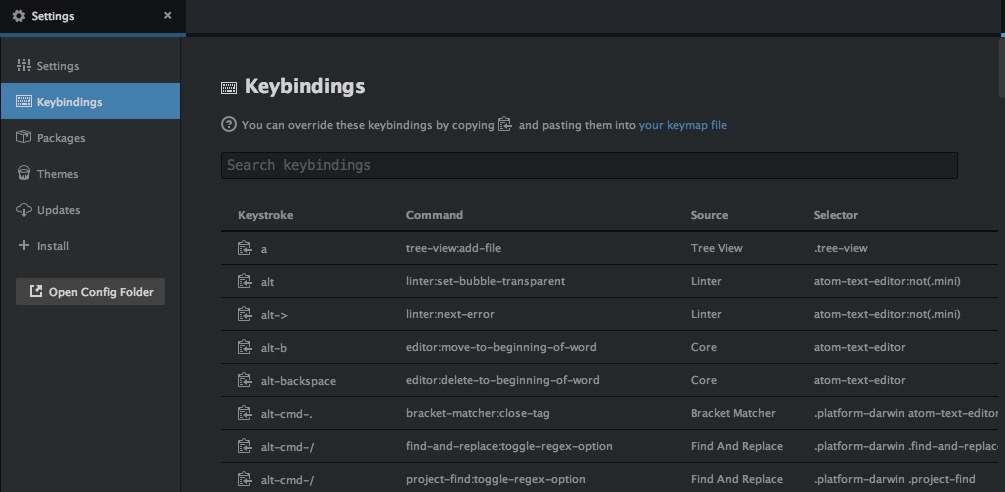 Settings ×
Settings
Keybindings
Packages
Themes
Updates
Install
Open Config Folder
Keybindings
You can override these keybindings by copying and pasting them into your keymap file
Search keybindings
Keystroke Command Source Selector
a tree-view:add-file Tree View .tree-view
alt linter:set-bubble-transparent Linter atom-text-editor:not(.mini)
alt-> linter:next-error Linter atom-text-editor:not(.mini)
alt-b editor:move-to-beginning-of-word Core atom-text-editor
alt-backspace editor:delete-to-beginning-of-word Core atom-text-editor
alt-cmd-. bracket-matcher:close-tag Bracket Matcher .platform-darwin atom-text-editor
alt-cmd-/ find-and-replace:toggle-regex-option Find And Replace .platform-darwin .find-and-replac
alt-cmd-/ project-find:toggle-regex-option Find And Replace .platform-darwin .project-find